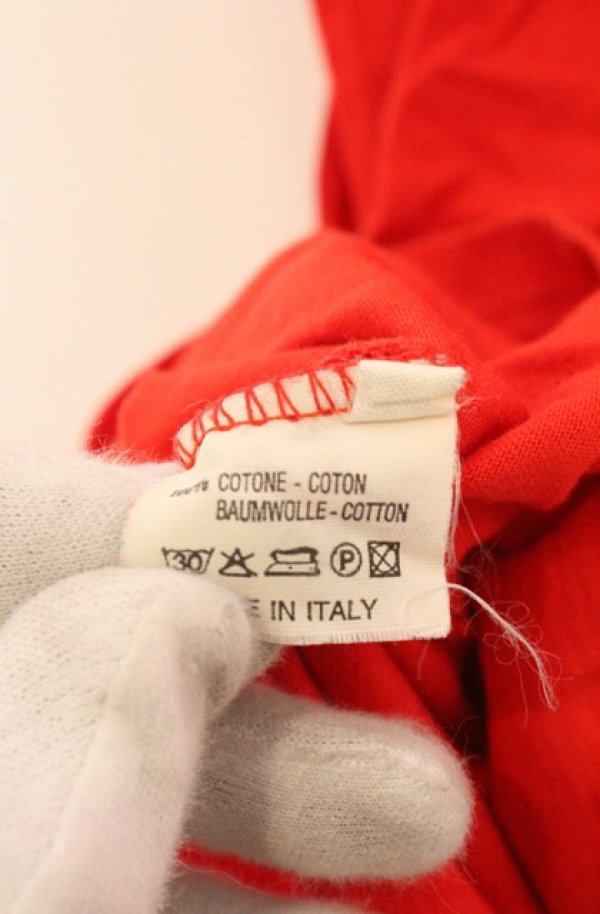 COTONE - COTON
BAUMWOLLE - COTTON
30 P
IN ITALY